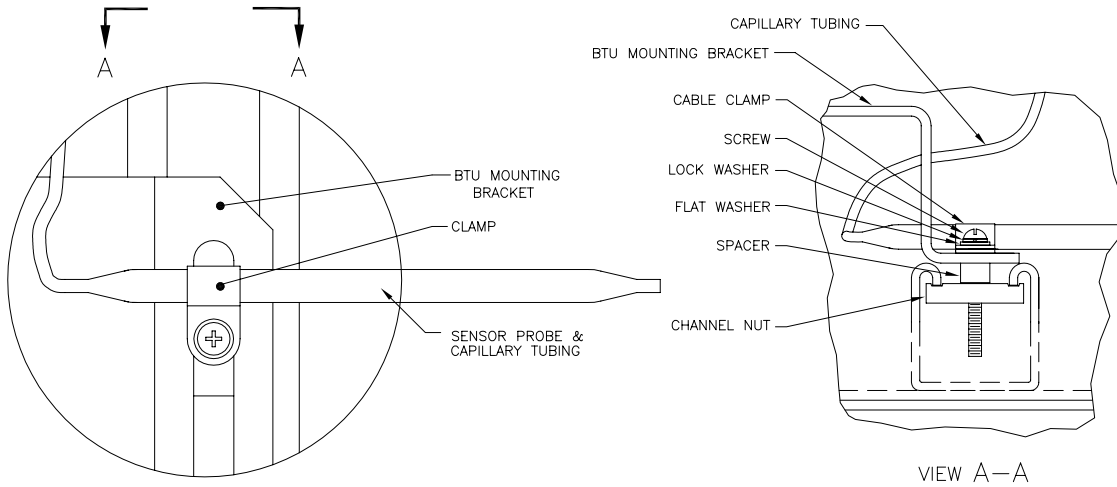 A
A
BTU MOUNTING
BRACKET
CLAMP
SENSOR PROBE &
CAPILLARY TUBING
CAPILLARY TUBING
BTU MOUNTING BRACKET
CABLE CLAMP
SCREW
LOCK WASHER
FLAT WASHER
SPACER
CHANNEL NUT
VIEW A-A